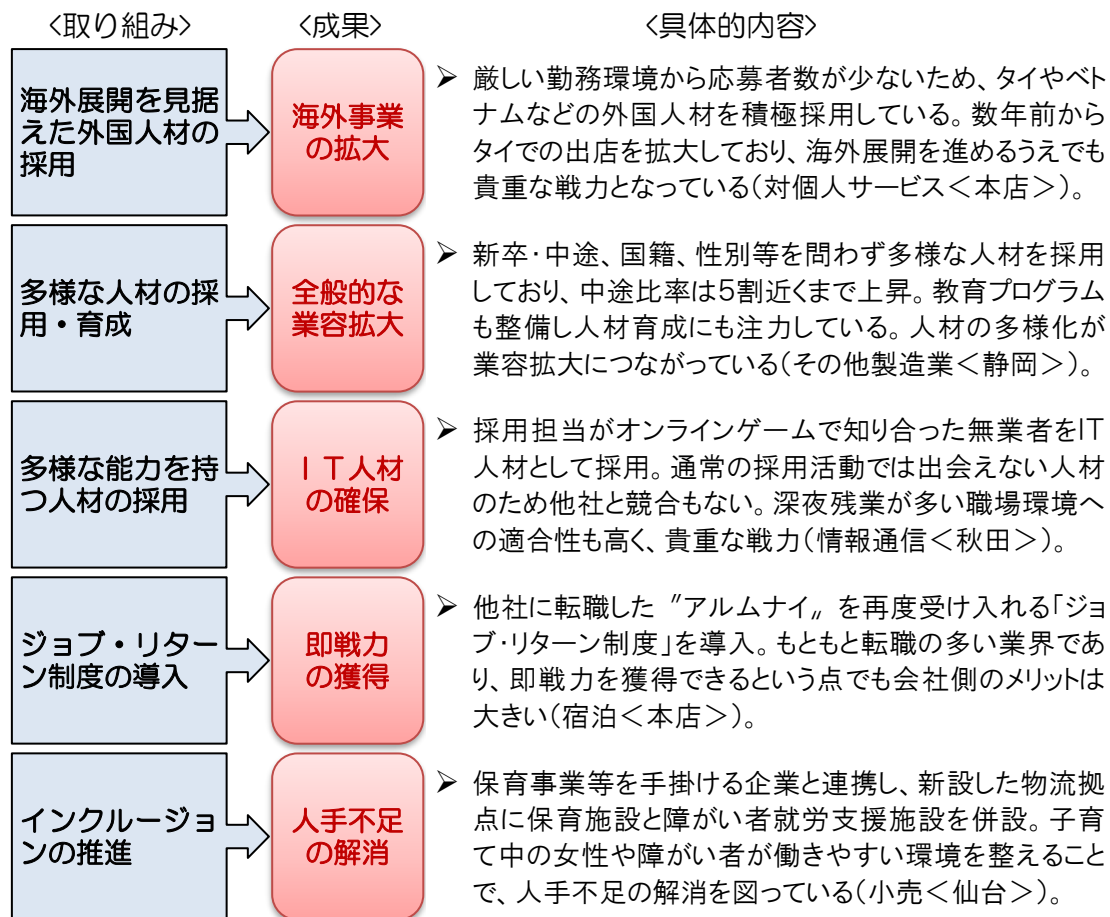 <取り組み>
<成果>
<具体的内容>
海外展開を見据
えた外国人材の
採用
海外事業
の拡大
➢ 厳しい勤務環境から応募者数が少ないため、タイやベト
ナムなどの外国人材を積極採用している。数年前から
タイでの出店を拡大しており、海外展開を進めるうえでも
貴重な戦力となっている(対個人サービス<本店>)。
多様な人材の採
用・育成
全般的な
業容拡大
➢ 新卒・中途、国籍、性別等を問わず多様な人材を採用
しており、中途比率は5割近くまで上昇。教育プログラム
も整備し人材育成にも注力している。人材の多様化が
業容拡大につながっている(その他製造業<静岡>)。
多様な能力を持
つ人材の採用
IT人材
の確保
➢ 採用担当がオンラインゲームで知り合った無業者をIT
人材として採用。通常の採用活動では出会えない人材
のため他社と競合もない。深夜残業が多い職場環境へ
の適合性も高く、貴重な戦力(情報通信<秋田>)。
ジョブ・リター
ン制度の導入
即戦力
の獲得
➢ 他社に転職した〝アルムナイ〟を再度受け入れる「ジョ
ブ・リターン制度」を導入。もともと転職の多い業界であ
り、即戦力を獲得できるという点でも会社側のメリットは
大きい(宿泊<本店>)。
インクルージョ
ンの推進
人手不足
の解消
➢ 保育事業等を手掛ける企業と連携し、新設した物流拠
点に保育施設と障がい者就労支援施設を併設。子育
て中の女性や障がい者が働きやすい環境を整えること
で、人手不足の解消を図っている(小売<仙台>)。